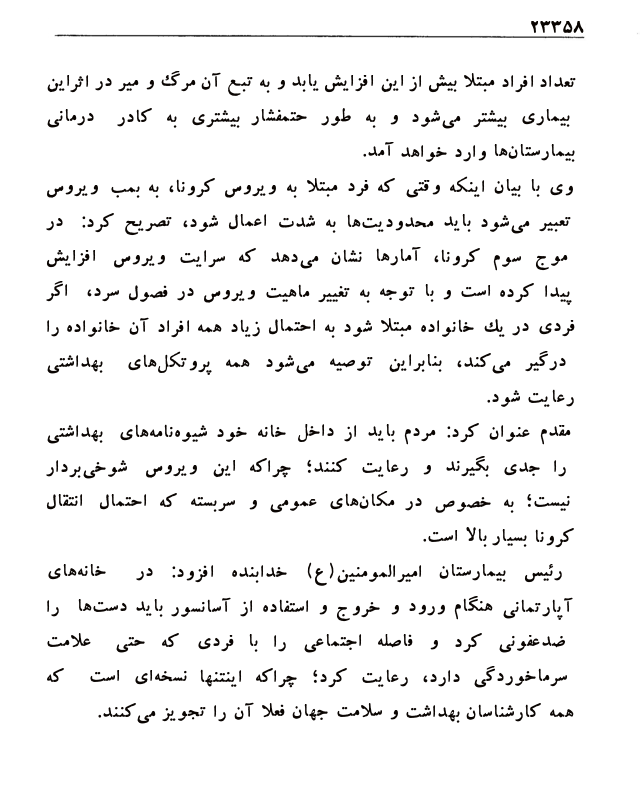 ۲۳۳۵۸
تعداد افراد مبتلا بیش از این افزایش یابد و به تبع آن مرگ و میر در اثراین
بیماری بیشتر می‌شود و به طور حتمفشار بیشتری به کادر درمانی
بیمارستان‌ها وارد خواهد آمد.
وی با بیان اینکه وقتی که فرد مبتلا به ویروس کرونا، به بمب ویروس
تعبیر می‌شود باید محدودیت‌ها به شدت اعمال شود، تصریح کرد: در
موج سوم کرونا، آمارها نشان می‌دهد که سرایت ویروس افزایش
پیدا کرده است و با توجه به تغییر ماهیت ویروس در فصول سرد، اگر
فردی در یك خانواده مبتلا شود به احتمال زیاد همه افراد آن خانواده را
درگیر می‌کند، بنابراین توصیه می‌شود همه پروتکل‌های بهداشتی
رعایت شود.
مقدم عنوان کرد: مردم باید از داخل خانه خود شیوه‌نامه‌های بهداشتی
را جدی بگیرند و رعایت کنند؛ چراکه این ویروس شوخی‌بردار
نیست؛ به خصوص در مکان‌های عمومی و سربسته که احتمال انتقال
کرونا بسیار بالا است.
رئیس بیمارستان امیرالمومنین(ع) خدابنده افزود: در خانه‌های
آپارتمانی هنگام ورود و خروج و استفاده از آسانسور باید دست‌ها را
ضدعفونی کرد و فاصله اجتماعی را با فردی که حتی علامت
سرماخوردگی دارد، رعایت کرد؛ چراکه اینتنها نسخه‌ای است که
همه کارشناسان بهداشت و سلامت جهان فعلا آن را تجویز می‌کنند.